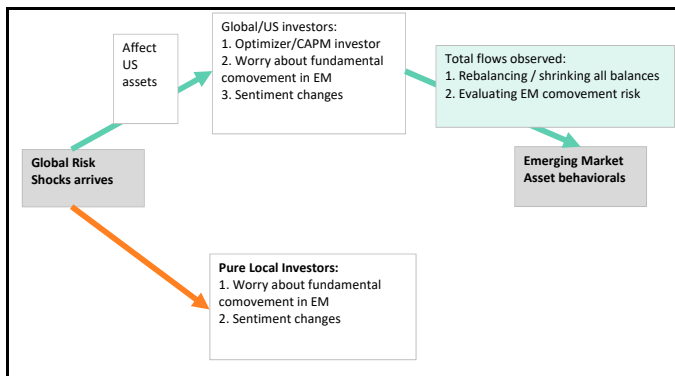 Affect
US
assets
Global/US investors:
1. Optimizer/CAPM investor
2. Worry about fundamental
comovement in EM
3. Sentiment changes
Total flows observed:
1. Rebalancing / shrinking all balances
2. Evaluating EM comovement risk
Global Risk
Shocks arrives
Emerging Market
Asset behaviorals
Pure Local Investors:
1. Worry about fundamental
comovement in EM
2. Sentiment changes